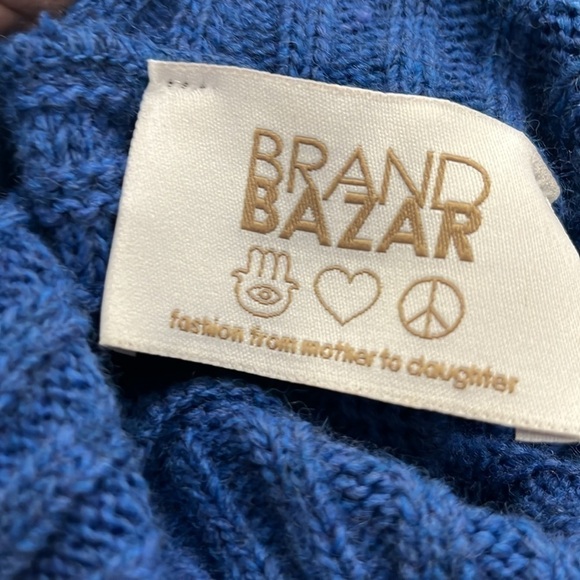 BRAND
BAZAR
fashion from mother to daughter